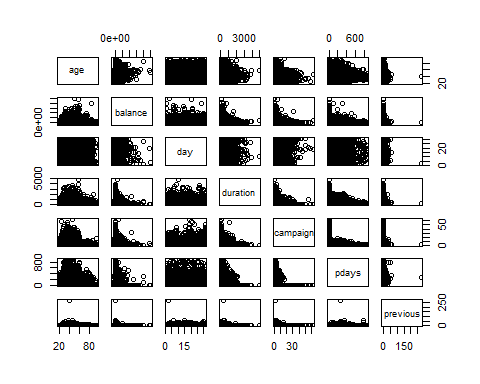 0e+00 0 3000 0 600
age 20
0e+00 balance
day 0 20
0 5000 duration
campaign 0 50
0 800 pdays
previous 0 250
20 80 0 15 0 30 0 150